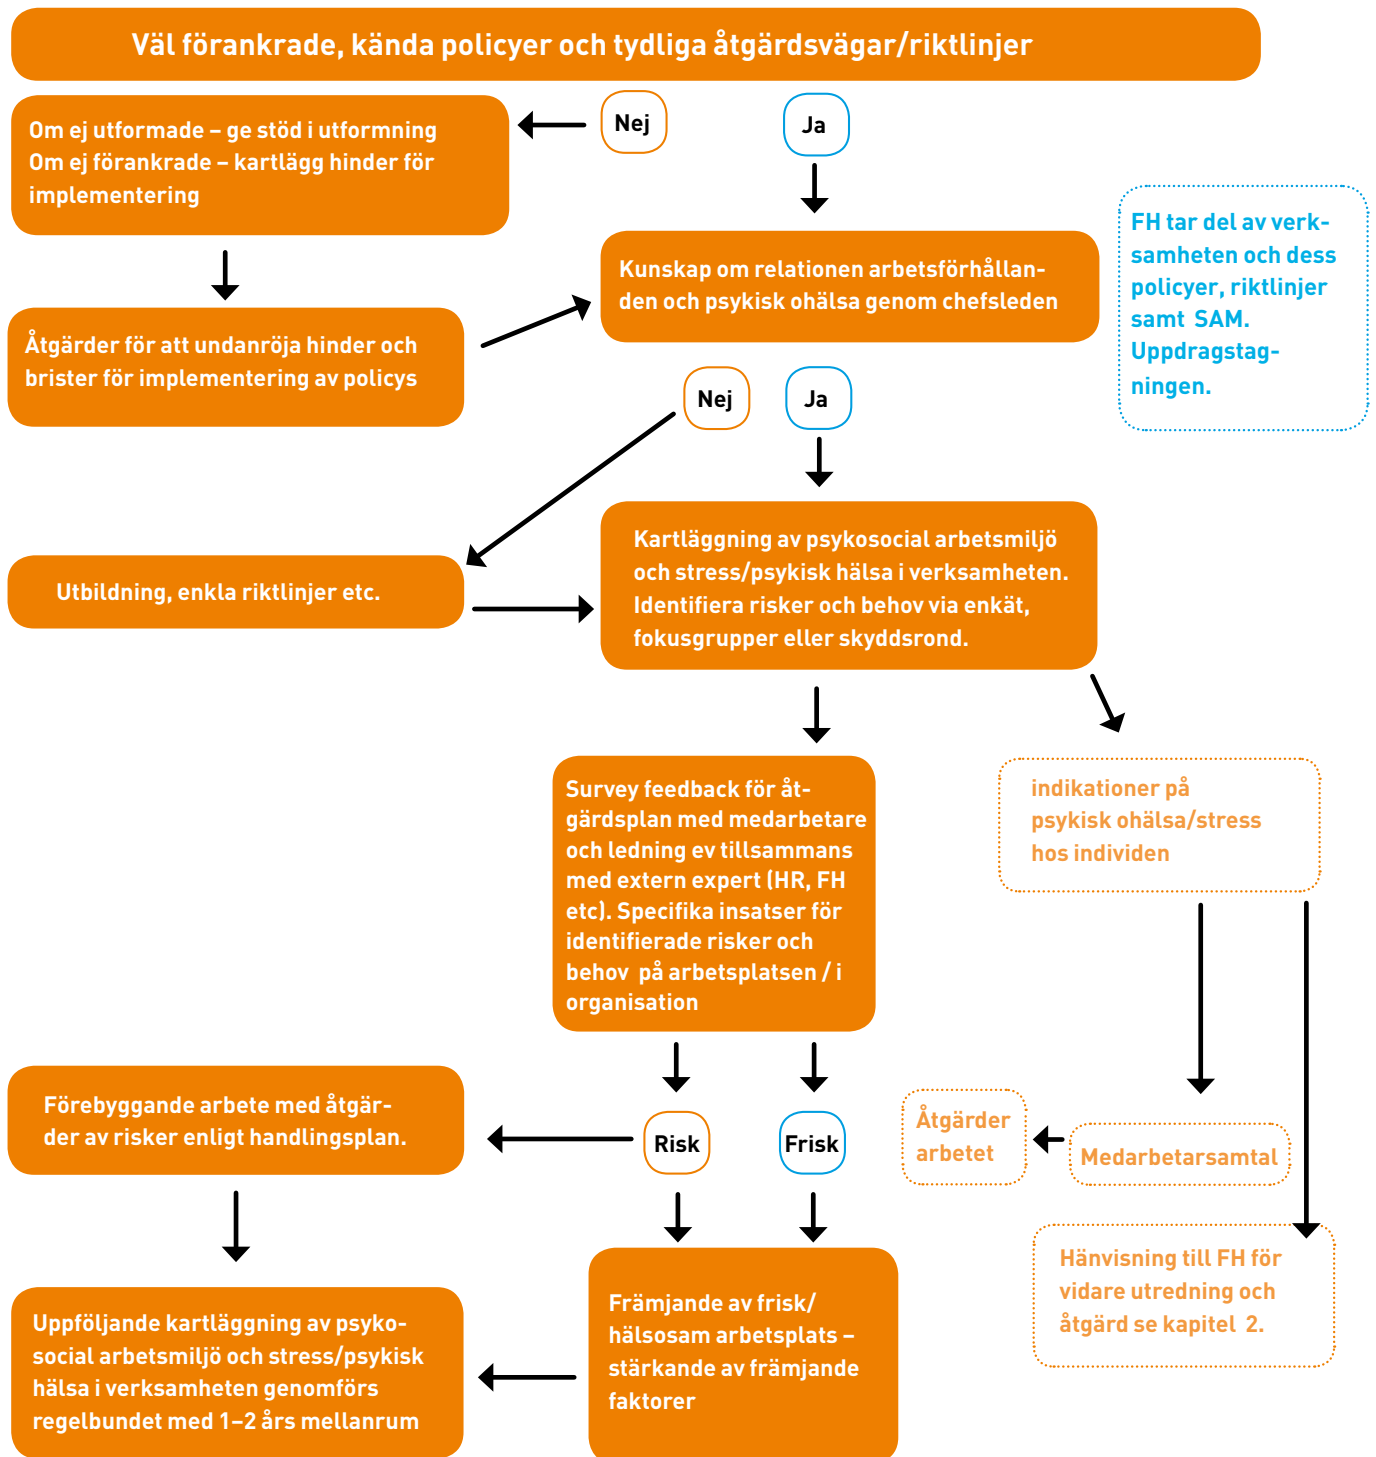 Väl förankrade, kända policyer och tydliga åtgärdsvägar/riktlinjer
Nej
Ja
Om ej utformade – ge stöd i utformning
Om ej förankrade – kartlägg hinder för
implementering
FH tar del av verk-
samheten och dess
policyer, riktlinjer
samt SAM.
Uppdragstag-
ningen.
Kunskap om relationen arbetsförhållan-
den och psykisk ohälsa genom chefsleden
Åtgärder för att undanröja hinder och
brister för implementering av policys
Nej
Ja
Kartläggning av psykosocial arbetsmiljö
och stress/psykisk hälsa i verksamheten.
Identifiera risker och behov via enkät,
fokusgrupper eller skyddsrond.
Utbildning, enkla riktlinjer etc.
Survey feedback för åt-
gärdsplan med medarbetare
och ledning ev tillsammans
med extern expert (HR, FH
etc). Specifika insatser för
identifierade risker och
behov på arbetsplatsen / i
organisation
indikationer på
psykisk ohälsa/stress
hos individen
Förebyggande arbete med åtgär-
der av risker enligt handlingsplan.
Risk
Frisk
Åtgärder
arbetet
Medarbetarsamtal
Hänvisning till FH för
vidare utredning och
åtgärd se kapitel 2.
Främjande av frisk/
hälsosam arbetsplats –
stärkande av främjande
faktorer
Uppföljande kartläggning av psyko-
social arbetsmiljö och stress/psykisk
hälsa i verksamheten genomförs
regelbundet med 1–2 års mellanrum